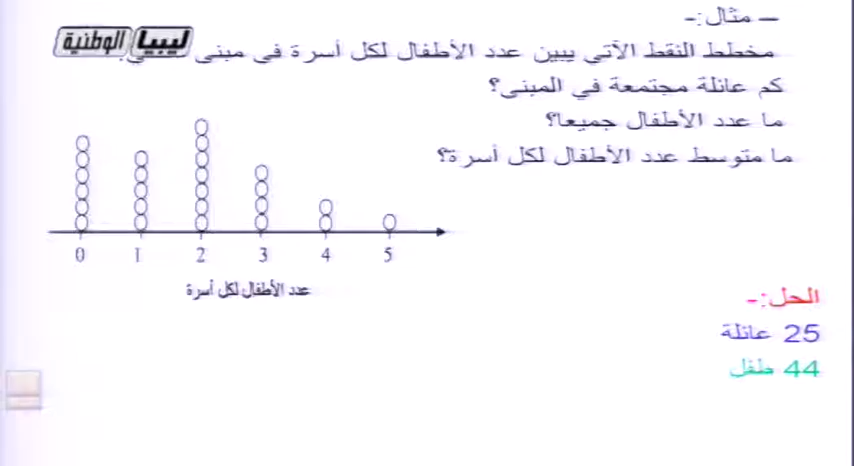 — مثال:-
ليبيا الوطنية
مخطط النقط الآتي يبين عدد الأطفال لكل أسرة في مبنى
كم عائلة مجتمعة في المبنى؟
ما عدد الأطفال جميعا؟
ما متوسط عدد الأطفال لكل أسرة؟
0 1 2 3 4 5
عدد الأطفال لكل أسرة
الحل:-
25 عائلة
44 طفل